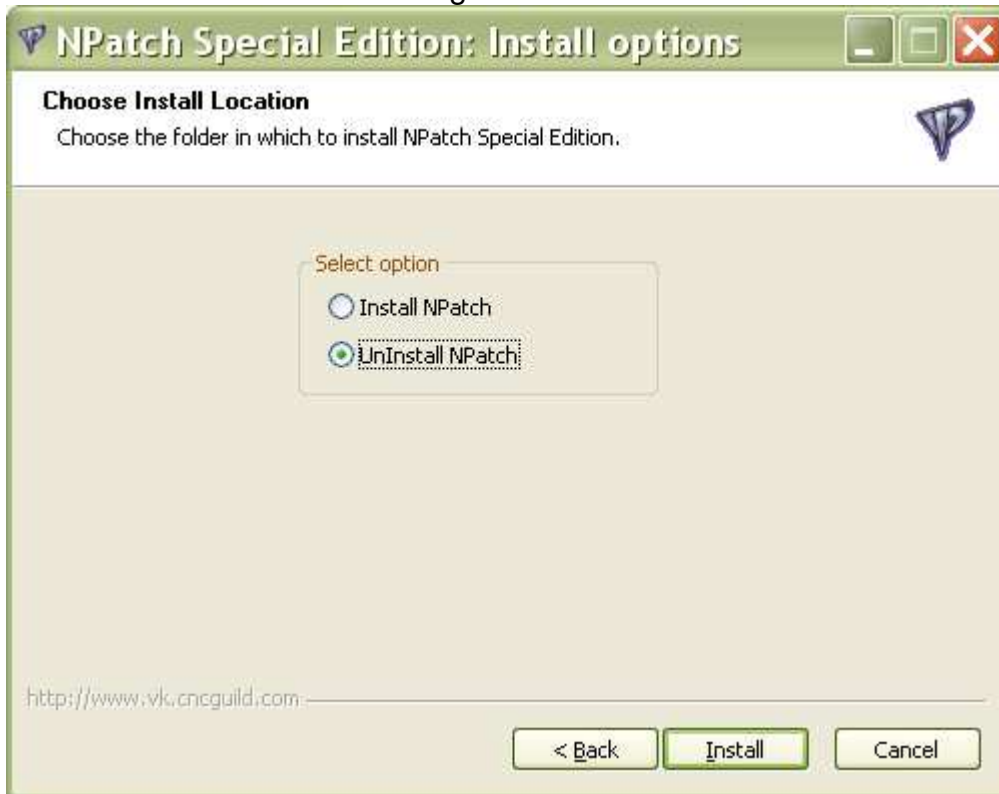 NPatch Special Edition: Install options
Choose Install Location
Choose the folder in which to install NPatch Special Edition.
Select option
Install NPatch
UnInstall NPatch
http://www.vk.cncguild.com
< Back Install Cancel